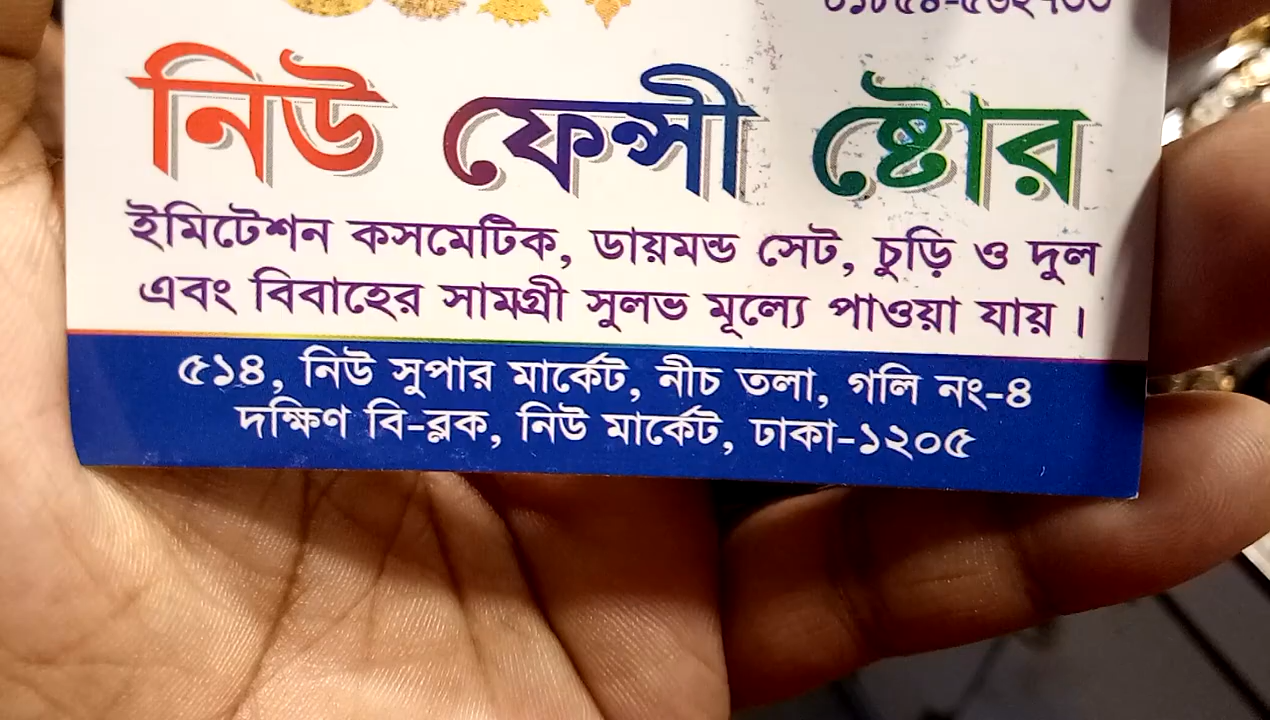 নিউ ফেন্সী ষ্টোর
ইমিটেশন কসমেটিক, ডায়মন্ড সেট, চুড়ি ও দুল
এবং বিবাহের সামগ্রী সুলভ মূল্যে পাওয়া যায় ।
৫১৪, নিউ সুপার মার্কেট, নীচ তলা, গলি নং-৪
দক্ষিণ বি-ব্লক, নিউ মার্কেট, ঢাকা-১২০৫